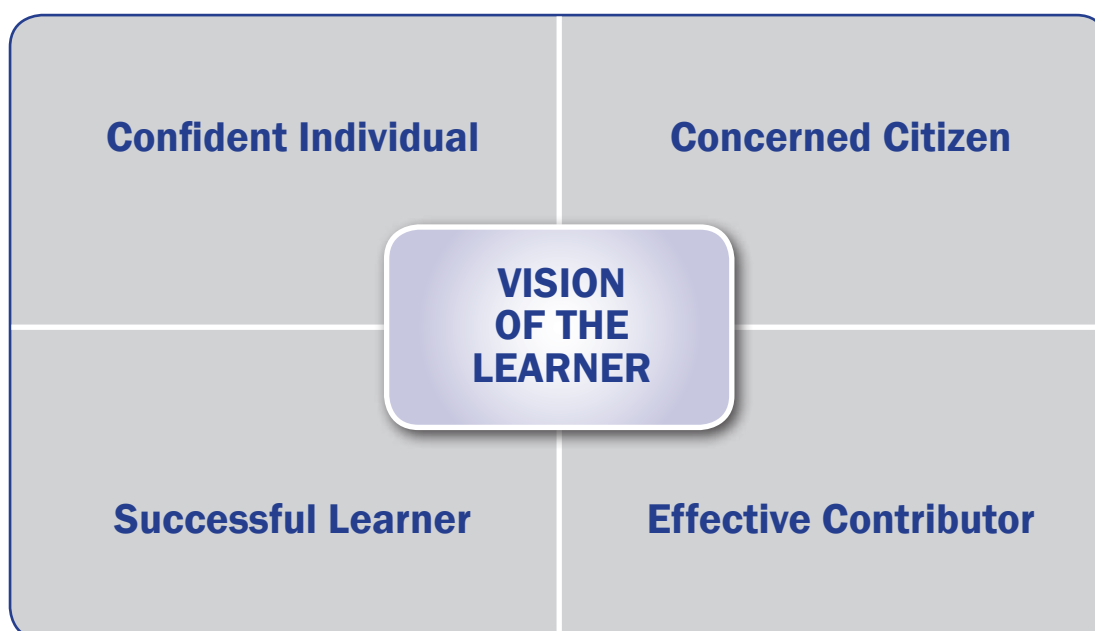 Confident Individual
Concerned Citizen
VISION
OF THE
LEARNER
Successful Learner
Effective Contributor